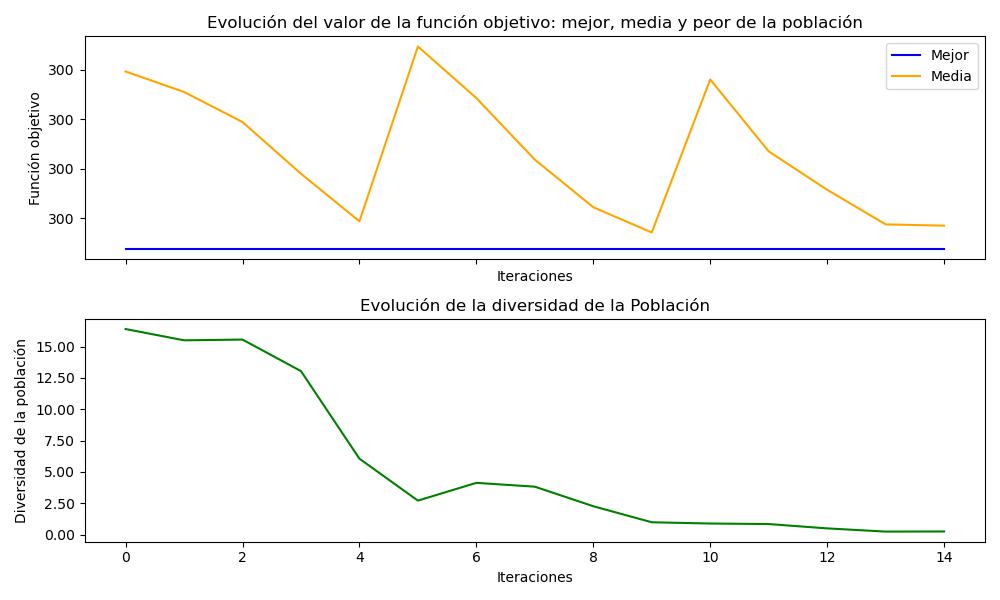 Evolución del valor de la función objetivo: mejor, media y peor de la población
Función objetivo
300
300
300
300
Mejor
Media
Iteraciones
Evolución de la diversidad de la Población
Diversidad de la población
15.00
12.50
10.00
7.50
5.00
2.50
0.00
0 2 4 6 8 10 12 14
Iteraciones